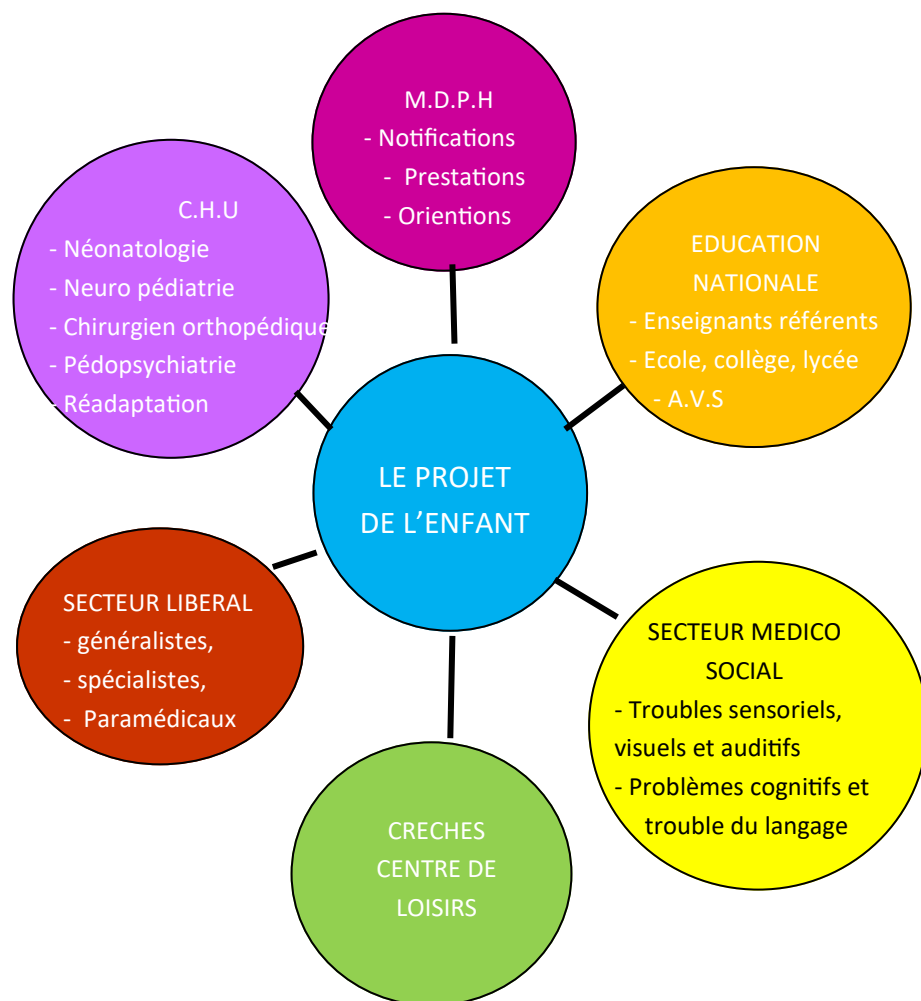 M.D.P.H
- Notifications
- Prestations
- Orientions
C.H.U
- Néonatologie
- Neuro pédiatrie
- Chirurgien orthopédique
- Pédopsychiatrie
- Réadaptation
EDUCATION
NATIONALE
- Enseignants référents
- Ecole, collège, lycée
- A.V.S
LE PROJET
DE L’ENFANT
SECTEUR LIBERAL
- généralistes,
- spécialistes,
- Paramédicaux
SECTEUR MEDICO
SOCIAL
- Troubles sensoriels,
visuels et auditifs
- Problèmes cognitifs et
trouble du langage
CRECHES
CENTRE DE
LOISIRS